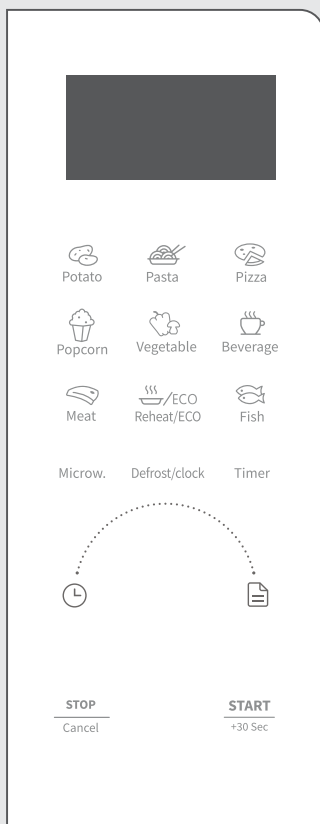 Potato Pasta Pizza
Popcorn Vegetable Beverage
/ECO
Meat Reheat/ECO Fish
Microw. Defrost/clock Timer
STOP START
Cancel +30 Sec